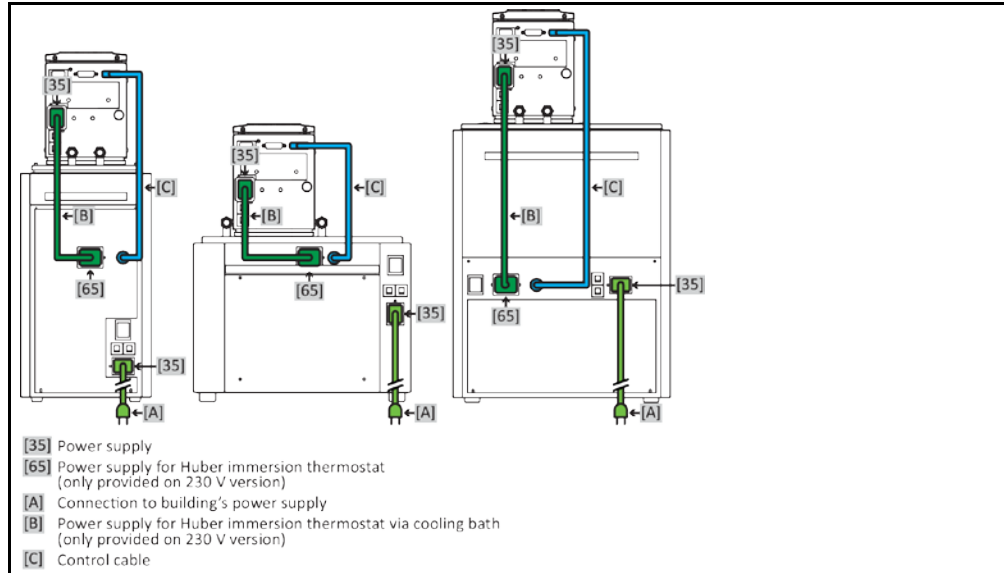 [35]
[35]
[35]
[C]
[C]
[C]
[B]
[B]
[B]
[65]
[65]
[65]
[35]
[35]
[35]
[A]
[A]
[A]
[35] Power supply
[65] Power supply for Huber immersion thermostat
(only provided on 230 V version)
[A] Connection to building's power supply
[B] Power supply for Huber immersion thermostat via cooling bath
(only provided on 230 V version)
[C] Control cable